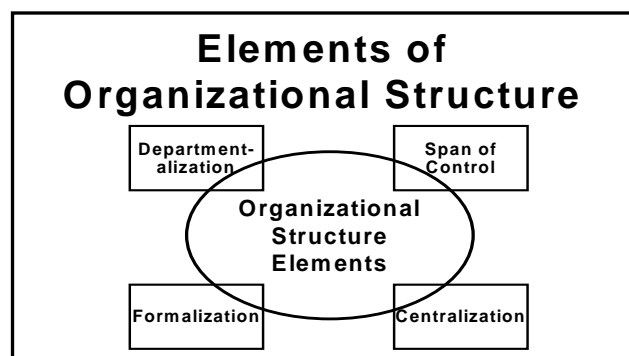 Elements of
Organizational Structure
Department-
alization
Span of
Control
Organizational
Structure
Elements
Formalization
Centralization